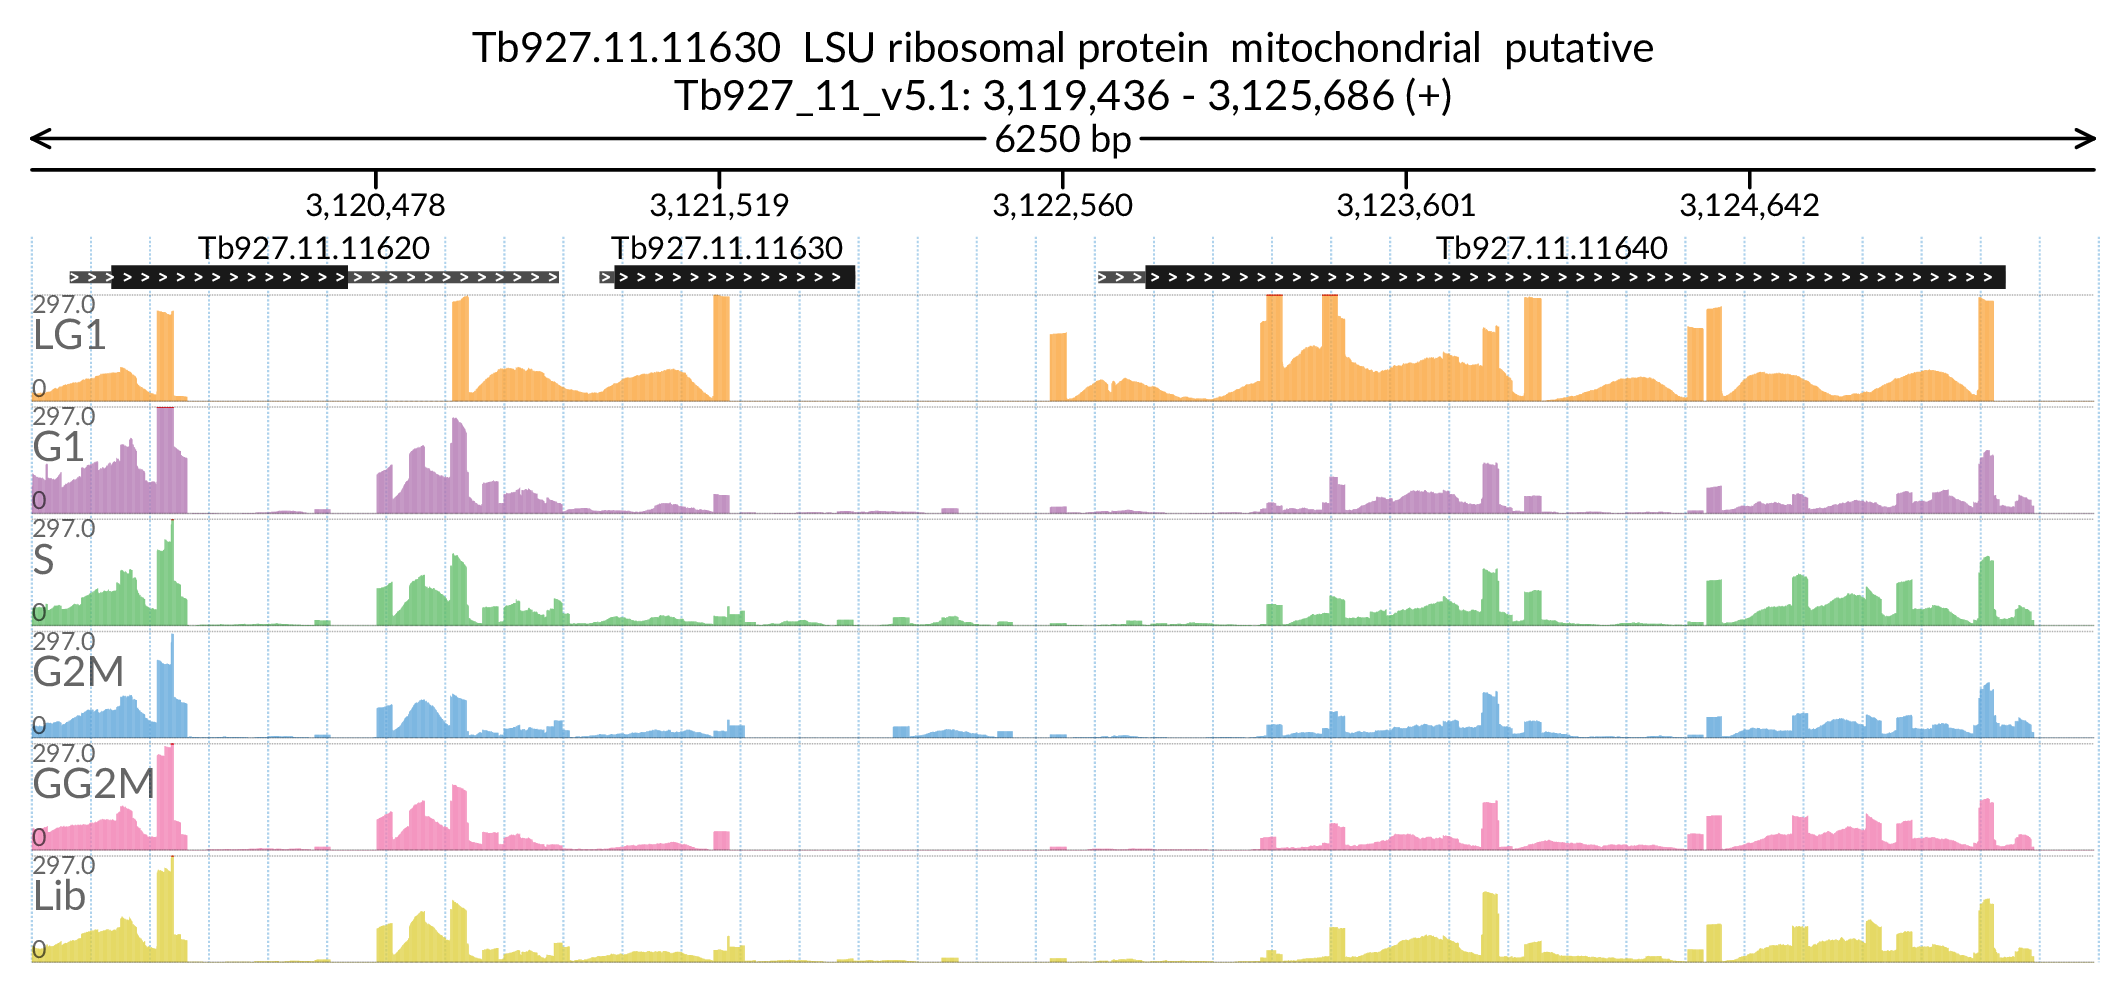 Tb927.11.11630 LSU ribosomal protein mitochondrial putative
Tb927_11_v5.1: 3,119,436 - 3,125,686 (+)
6250 bp
3,120,478 3,121,519 3,122,560 3,123,601 3,124,642
Tb927.11.11620 Tb927.11.11630 Tb927.11.11640
297.0
LG1
0
297.0
G1
0
297.0
S
0
297.0
G2M
0
297.0
GG2M
0
297.0
Lib
0